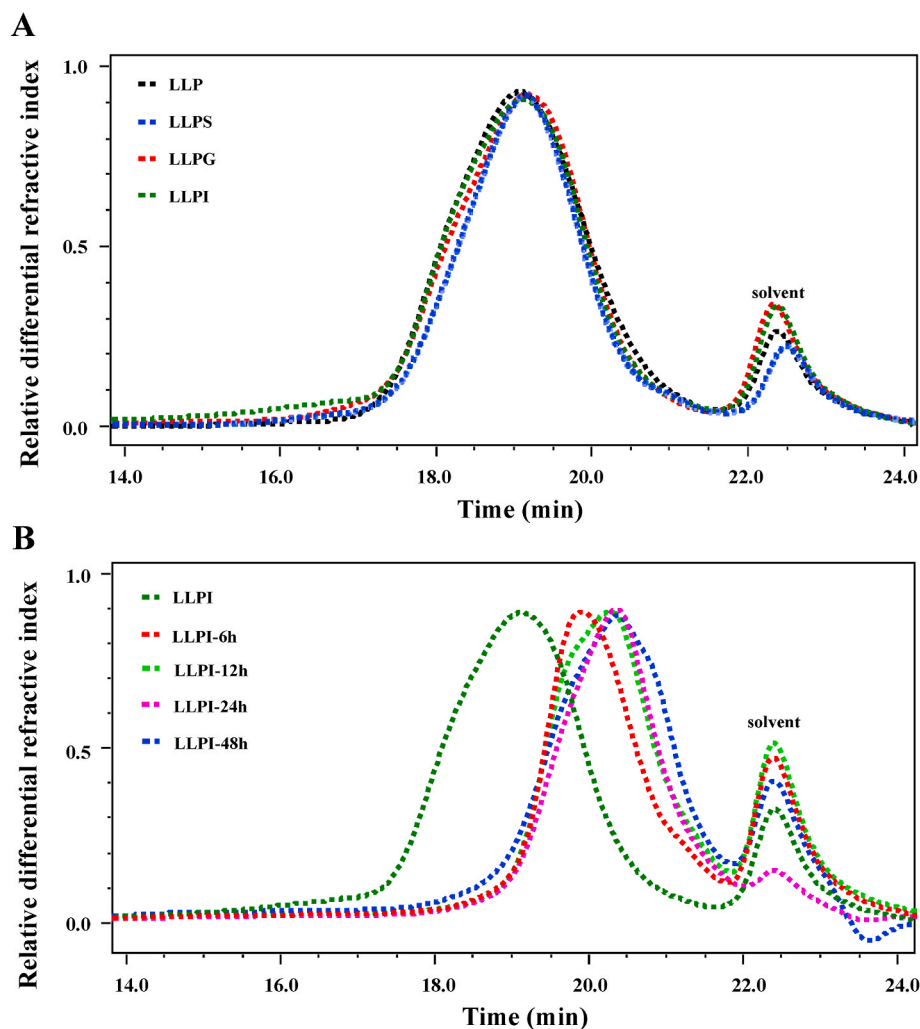 A
Relative differential refractive index
1.0
0.5
0.0
LLP
LLPS
LLPG
LLPI
solvent
14.0 16.0 18.0 20.0 22.0 24.0
Time (min)
B
Relative differential refractive index
1.0
0.5
0.0
LLPI
LLPI-6h
LLPI-12h
LLPI-24h
LLPI-48h
solvent
14.0 16.0 18.0 20.0 22.0 24.0
Time (min)